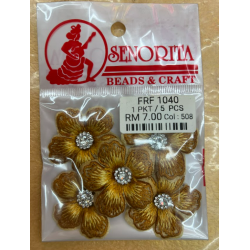 SENORITA
BEADS & CRAFT
FRF 1040
1 PKT / 5 PCS
RM 7.00 Col : 508